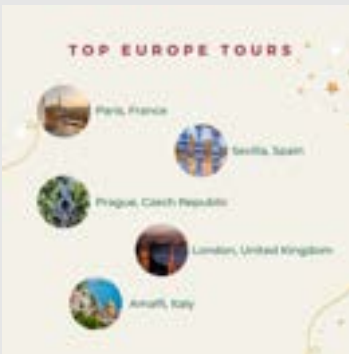 TOP EUROPE TOURS
Paris, France
Sevilla, Spain
Prague, Czech Republic
London, United Kingdom
Amalfi, Italy